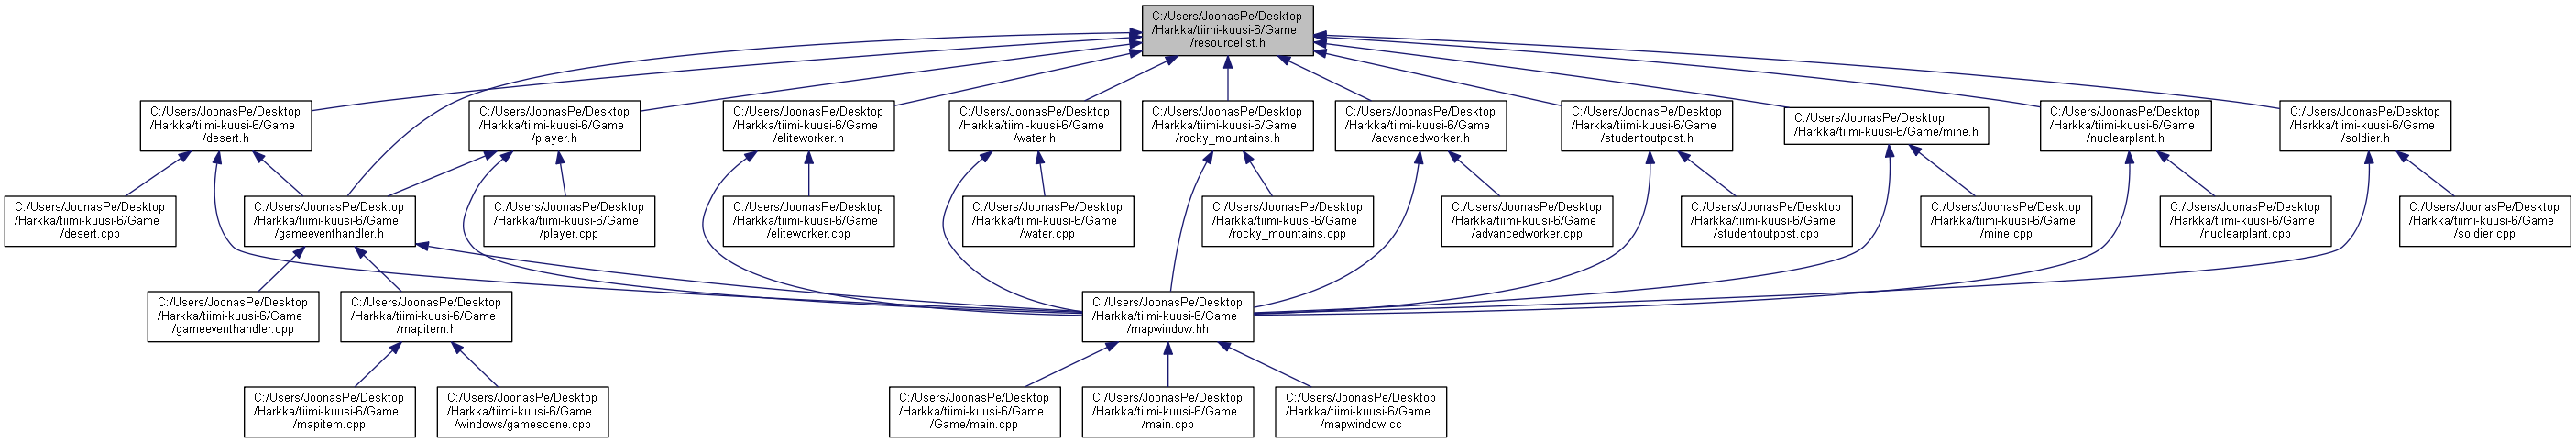 C:/Users/JoonasPe/Desktop
/Harkka/tiimi-kuusi-6/Game
/resourcelist.h
C:/Users/JoonasPe/Desktop
/Harkka/tiimi-kuusi-6/Game
/desert.h
C:/Users/JoonasPe/Desktop
/Harkka/tiimi-kuusi-6/Game
/player.h
C:/Users/JoonasPe/Desktop
/Harkka/tiimi-kuusi-6/Game
/eliteworker.h
C:/Users/JoonasPe/Desktop
/Harkka/tiimi-kuusi-6/Game
/water.h
C:/Users/JoonasPe/Desktop
/Harkka/tiimi-kuusi-6/Game
/rocky_mountains.h
C:/Users/JoonasPe/Desktop
/Harkka/tiimi-kuusi-6/Game
/advancedworker.h
C:/Users/JoonasPe/Desktop
/Harkka/tiimi-kuusi-6/Game
/studentoutpost.h
C:/Users/JoonasPe/Desktop
/Harkka/tiimi-kuusi-6/Game/mine.h
C:/Users/JoonasPe/Desktop
/Harkka/tiimi-kuusi-6/Game
/nuclearplant.h
C:/Users/JoonasPe/Desktop
/Harkka/tiimi-kuusi-6/Game
/soldier.h
C:/Users/JoonasPe/Desktop
/Harkka/tiimi-kuusi-6/Game
/desert.cpp
C:/Users/JoonasPe/Desktop
/Harkka/tiimi-kuusi-6/Game
/gameeventhandler.h
C:/Users/JoonasPe/Desktop
/Harkka/tiimi-kuusi-6/Game
/player.cpp
C:/Users/JoonasPe/Desktop
/Harkka/tiimi-kuusi-6/Game
/eliteworker.cpp
C:/Users/JoonasPe/Desktop
/Harkka/tiimi-kuusi-6/Game
/water.cpp
C:/Users/JoonasPe/Desktop
/Harkka/tiimi-kuusi-6/Game
/rocky_mountains.cpp
C:/Users/JoonasPe/Desktop
/Harkka/tiimi-kuusi-6/Game
/advancedworker.cpp
C:/Users/JoonasPe/Desktop
/Harkka/tiimi-kuusi-6/Game
/studentoutpost.cpp
C:/Users/JoonasPe/Desktop
/Harkka/tiimi-kuusi-6/Game
/mine.cpp
C:/Users/JoonasPe/Desktop
/Harkka/tiimi-kuusi-6/Game
/nuclearplant.cpp
C:/Users/JoonasPe/Desktop
/Harkka/tiimi-kuusi-6/Game
/soldier.cpp
C:/Users/JoonasPe/Desktop
/Harkka/tiimi-kuusi-6/Game
/gameeventhandler.cpp
C:/Users/JoonasPe/Desktop
/Harkka/tiimi-kuusi-6/Game
/mapitem.h
C:/Users/JoonasPe/Desktop
/Harkka/tiimi-kuusi-6/Game
/mapwindow.hh
C:/Users/JoonasPe/Desktop
/Harkka/tiimi-kuusi-6/Game
/mapitem.cpp
C:/Users/JoonasPe/Desktop
/Harkka/tiimi-kuusi-6/Game
/windows/gamescene.cpp
C:/Users/JoonasPe/Desktop
/Harkka/tiimi-kuusi-6/Game
/Game/main.cpp
C:/Users/JoonasPe/Desktop
/Harkka/tiimi-kuusi-6/Game
/main.cpp
C:/Users/JoonasPe/Desktop
/Harkka/tiimi-kuusi-6/Game
/mapwindow.cc